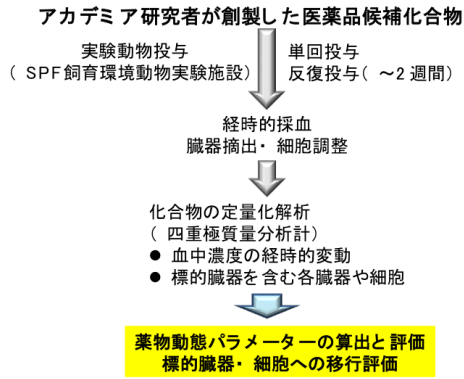 アカデミア研究者が創製した医薬品候補化合物
実験動物投与
( SPF飼育環境動物実験施設)
単回投与
反復投与( ～2週間)
経時的採血
臓器摘出・細胞調整
化合物の定量化解析
( 四重極質量分析計)
● 血中濃度の経時的変動
● 標的臓器を含む各臓器や細胞
薬物動態パラメーターの算出と評価
標的臓器・細胞への移行評価